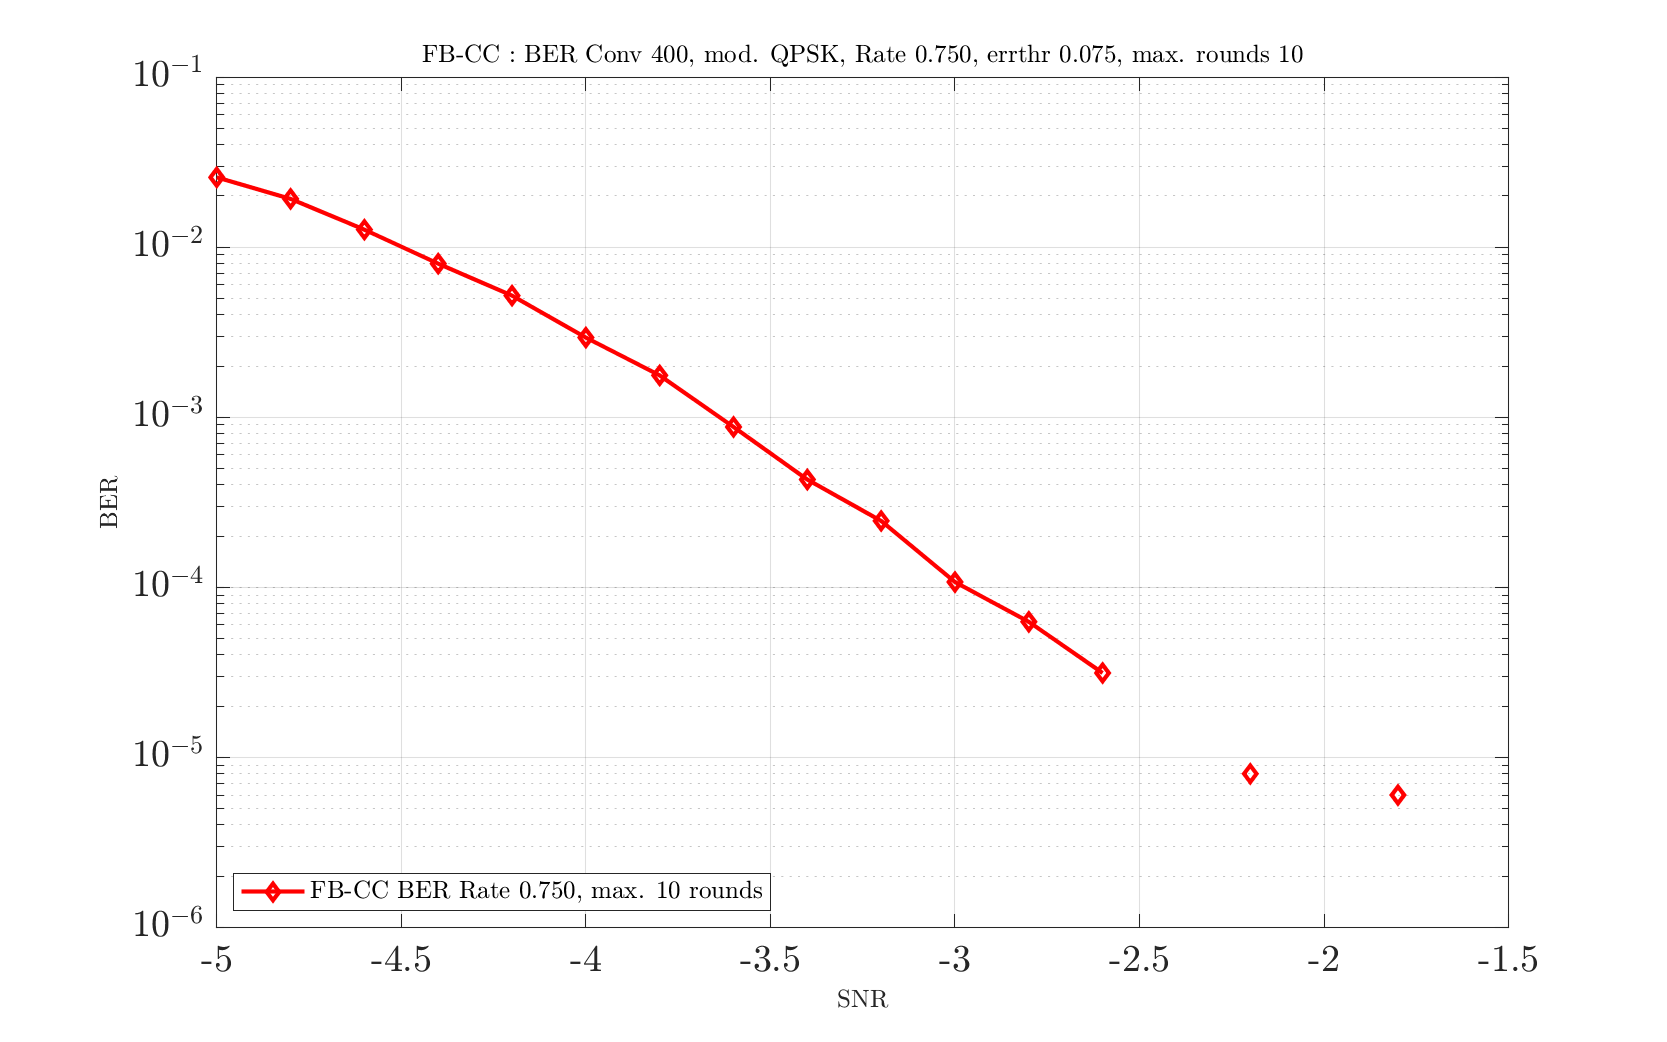 FB-CC : BER Conv 400, mod. QPSK, Rate 0.750, errthr 0.075, max. rounds 10
10⁻¹
10⁻²
10⁻³
10⁻⁴
10⁻⁵
10⁻⁶
BER
FB-CC BER Rate 0.750, max. 10 rounds
-5 -4.5 -4 -3.5 -3 -2.5 -2 -1.5
SNR